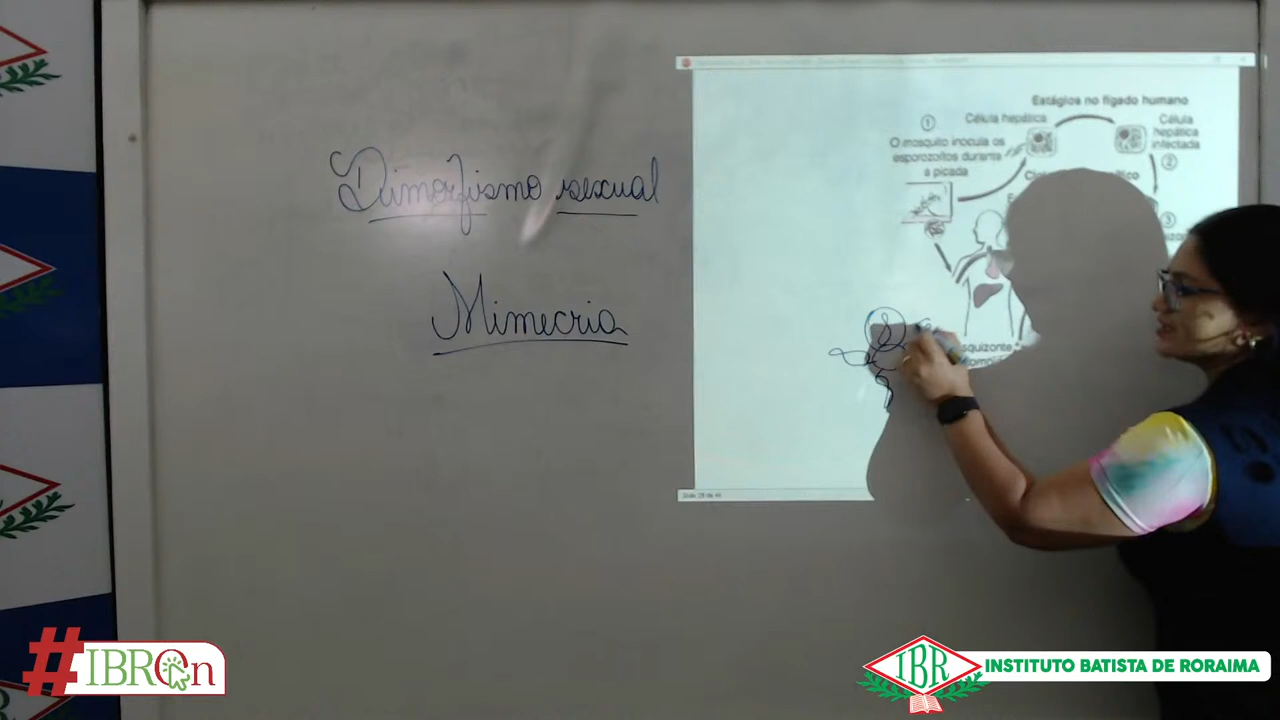 Dimorfismo sexual
Mimecria
Estágios no fígado humano
Célula hepática
Célula
hepática
infectada
①
②
③
O mosquito inocula os
esporozoítos durante
a picada
#IBROn
IBR
INSTITUTO BATISTA DE RORAIMA